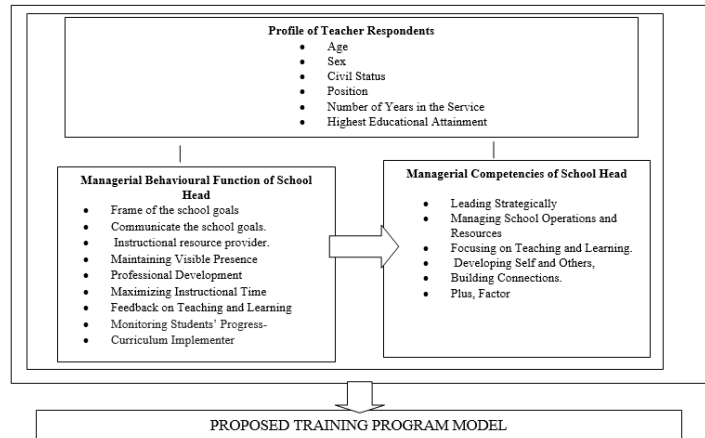 Profile of Teacher Respondents
• Age
• Sex
• Civil Status
• Position
• Number of Years in the Service
• Highest Educational Attainment
Managerial Behavioural Function of School
Head
• Frame of the school goals
• Communicate the school goals.
• Instructional resource provider.
• Maintaining Visible Presence
• Professional Development
• Maximizing Instructional Time
• Feedback on Teaching and Learning
• Monitoring Students' Progress-
• Curriculum Implementer
Managerial Competencies of School Head
• Leading Strategically
• Managing School Operations and
Resources
• Focusing on Teaching and Learning.
• Developing Self and Others,
• Building Connections.
• Plus, Factor
PROPOSED TRAINING PROGRAM MODEL